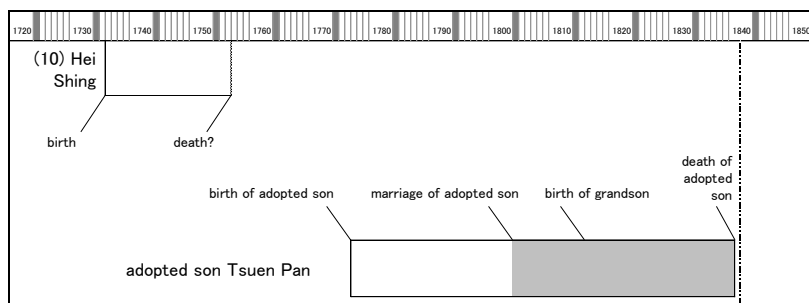 1720 1730 1740 1750 1760 1770 1780 1790 1800 1810 1820 1830 1840 1850
(10) Hei
Shing
birth
death?
birth of adopted son
marriage of adopted son
birth of grandson
death of
adopted
son
adopted son Tsuen Pan